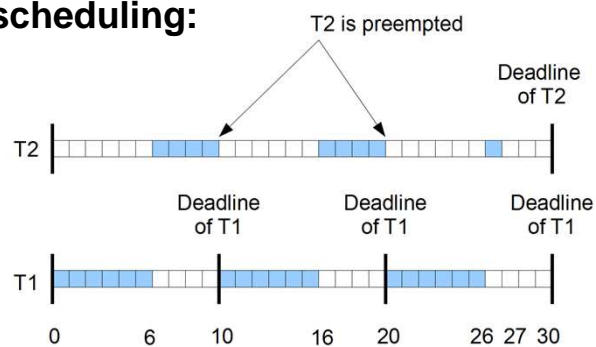 scheduling:
T2 is preempted
Deadline
of T2
T2
Deadline
of T1
Deadline
of T1
Deadline
of T1
T1
0 6 10 16 20 26 27 30